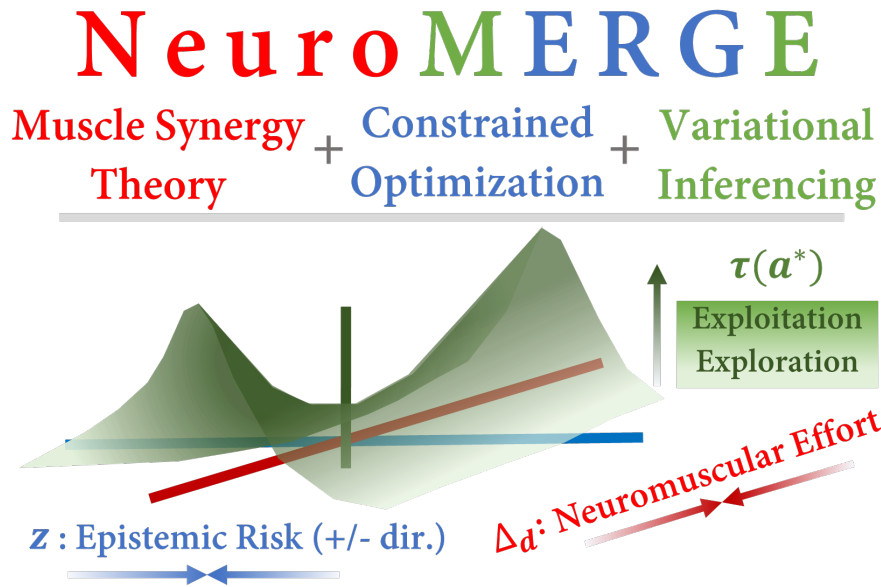 NeuroMERGE
Muscle Synergy Theory + Constrained Optimization + Variational Inferencing
τ(a*)
Exploitation
Exploration
Δd: Neuromuscular Effort
z : Epistemic Risk (+/- dir.)